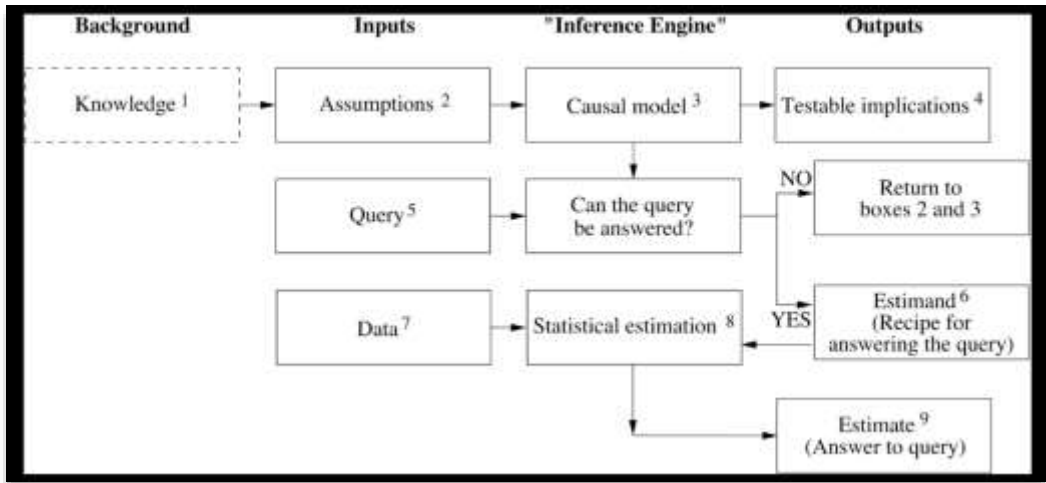 Background
Inputs
"Inference Engine"
Outputs
Knowledge 1
Assumptions 2
Causal model 3
Testable implications 4
Query 5
Can the query
be answered?
NO
Return to
boxes 2 and 3
Data 7
Statistical estimation 8
YES
Estimand 6
(Recipe for
answering the query)
Estimate 9
(Answer to query)